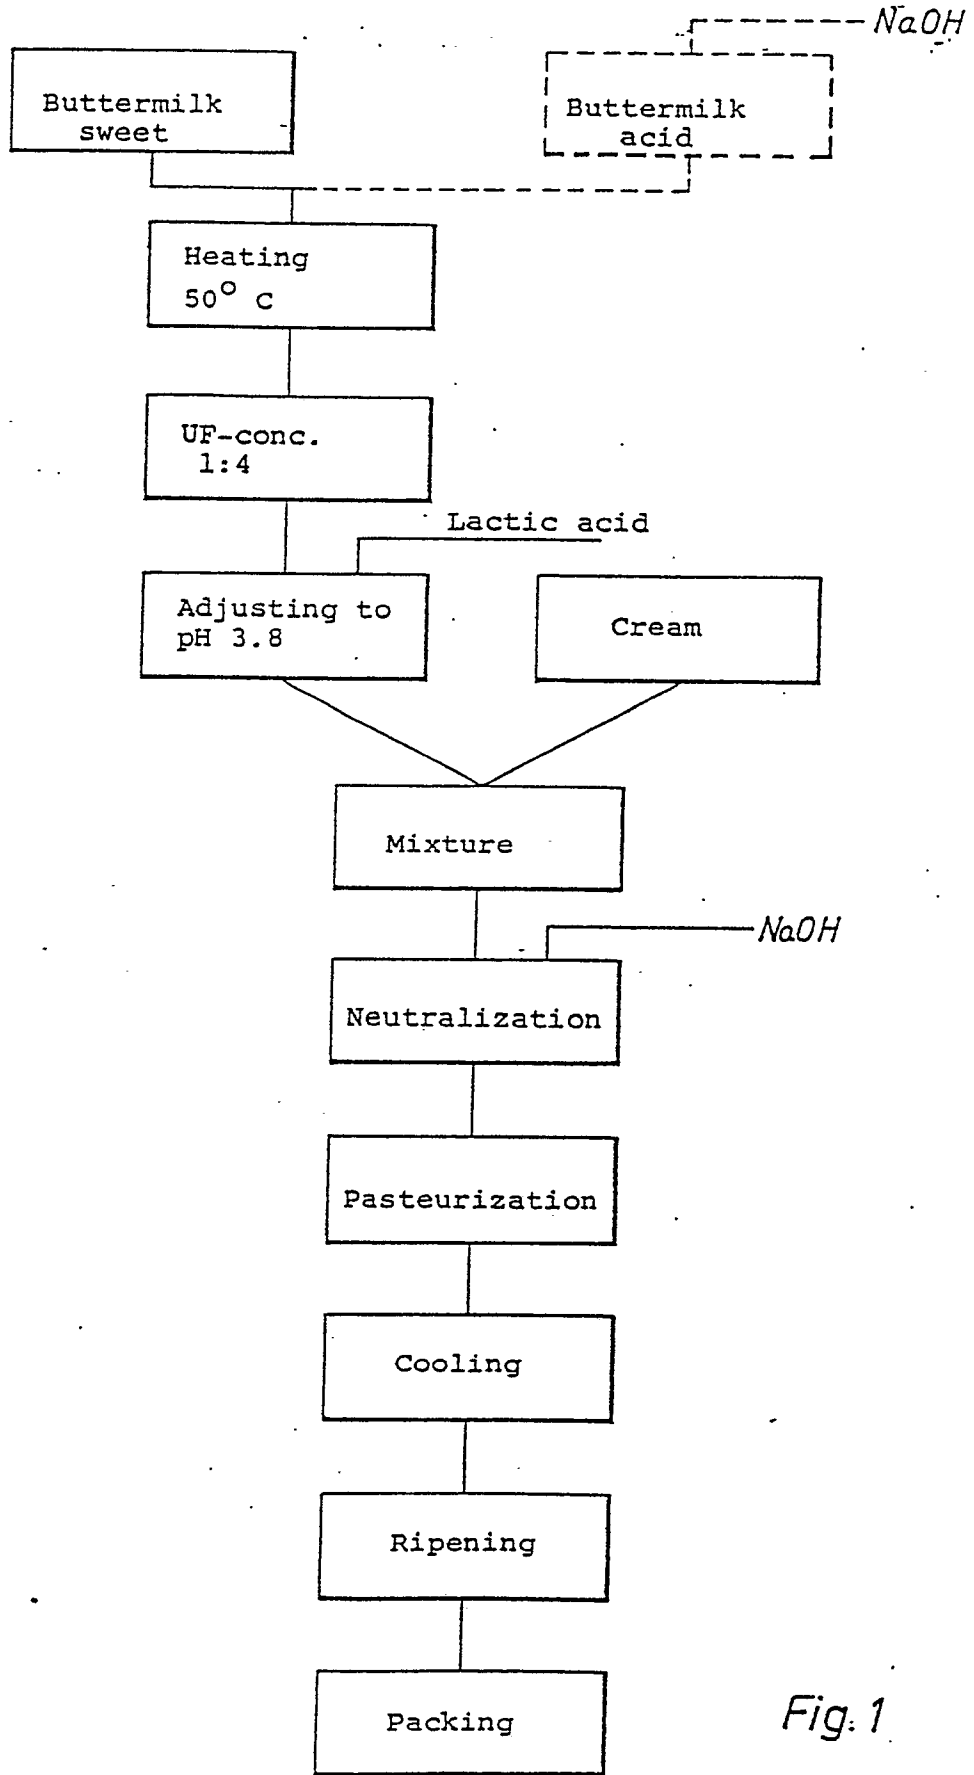 NaOH
Buttermilk
sweet
Buttermilk
acid
Heating
50° C
UF-conc.
1:4
Lactic acid
Adjusting to
pH 3.8
Cream
Mixture
NaOH
Neutralization
Pasteurization
Cooling
Ripening
Packing
Fig. 1